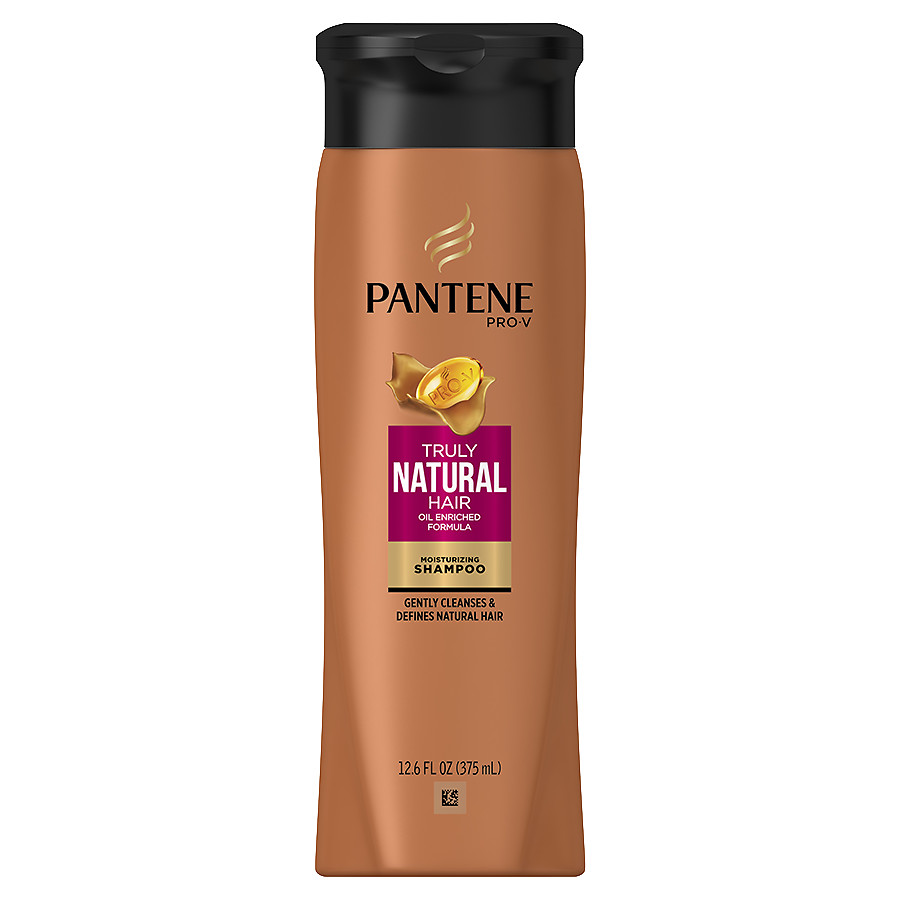 PANTENE
PRO-V
PRO-V
TRULY
NATURAL
HAIR
OIL ENRICHED
FORMULA
MOISTURIZING
SHAMPOO
GENTLY CLEANSES &
DEFINES NATURAL HAIR
12.6 FL OZ (375 mL)